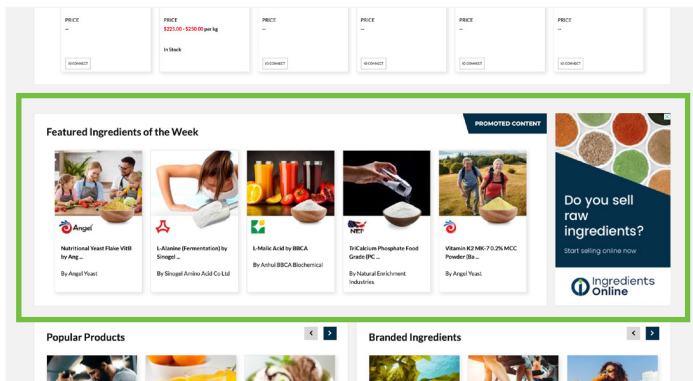 PRICE
--
IO CONNECT
PRICE
$225.00 - $250.00 per kg
In Stock
PRICE
--
IO CONNECT
PRICE
--
IO CONNECT
PRICE
--
IO CONNECT
PRICE
--
IO CONNECT
Featured Ingredients of the Week
PROMOTED CONTENT
Angel
Nutritional Yeast Flake VitB
by Ang ...
By Angel Yeast
L-Alanine (Fermentation) by
Sinogel ...
By Sinogel Amino Acid Co Ltd
L-Malic Acid by BBCA
By Anhui BBCA Biochemical
NEI
TriCalcium Phosphate Food
Grade (PC ...
By Natural Enrichment
Industries
Vitamin K2 MK-7 0.2% MCC
Powder (Ba ...
By Angel Yeast
Do you sell
raw
ingredients?
Start selling online now
Ingredients
Online
Popular Products
Branded Ingredients